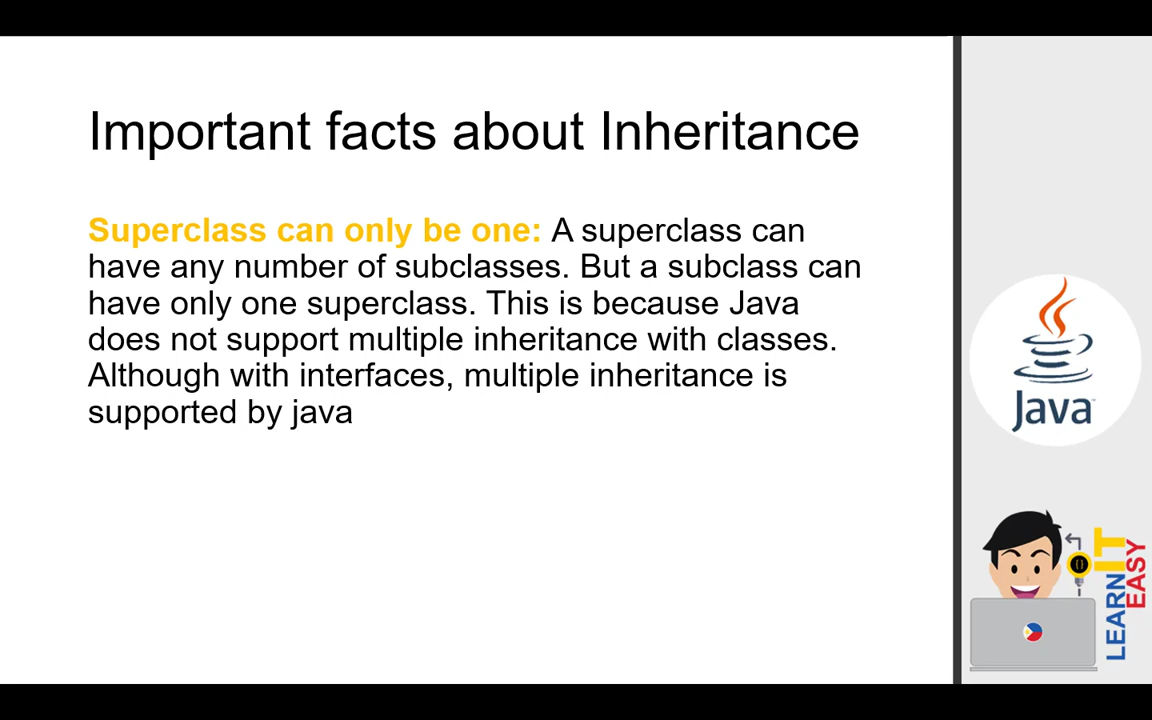 Important facts about Inheritance
Superclass can only be one: A superclass can
have any number of subclasses. But a subclass can
have only one superclass. This is because Java
does not support multiple inheritance with classes.
Although with interfaces, multiple inheritance is
supported by java
Java™
LEARN IT
EASY